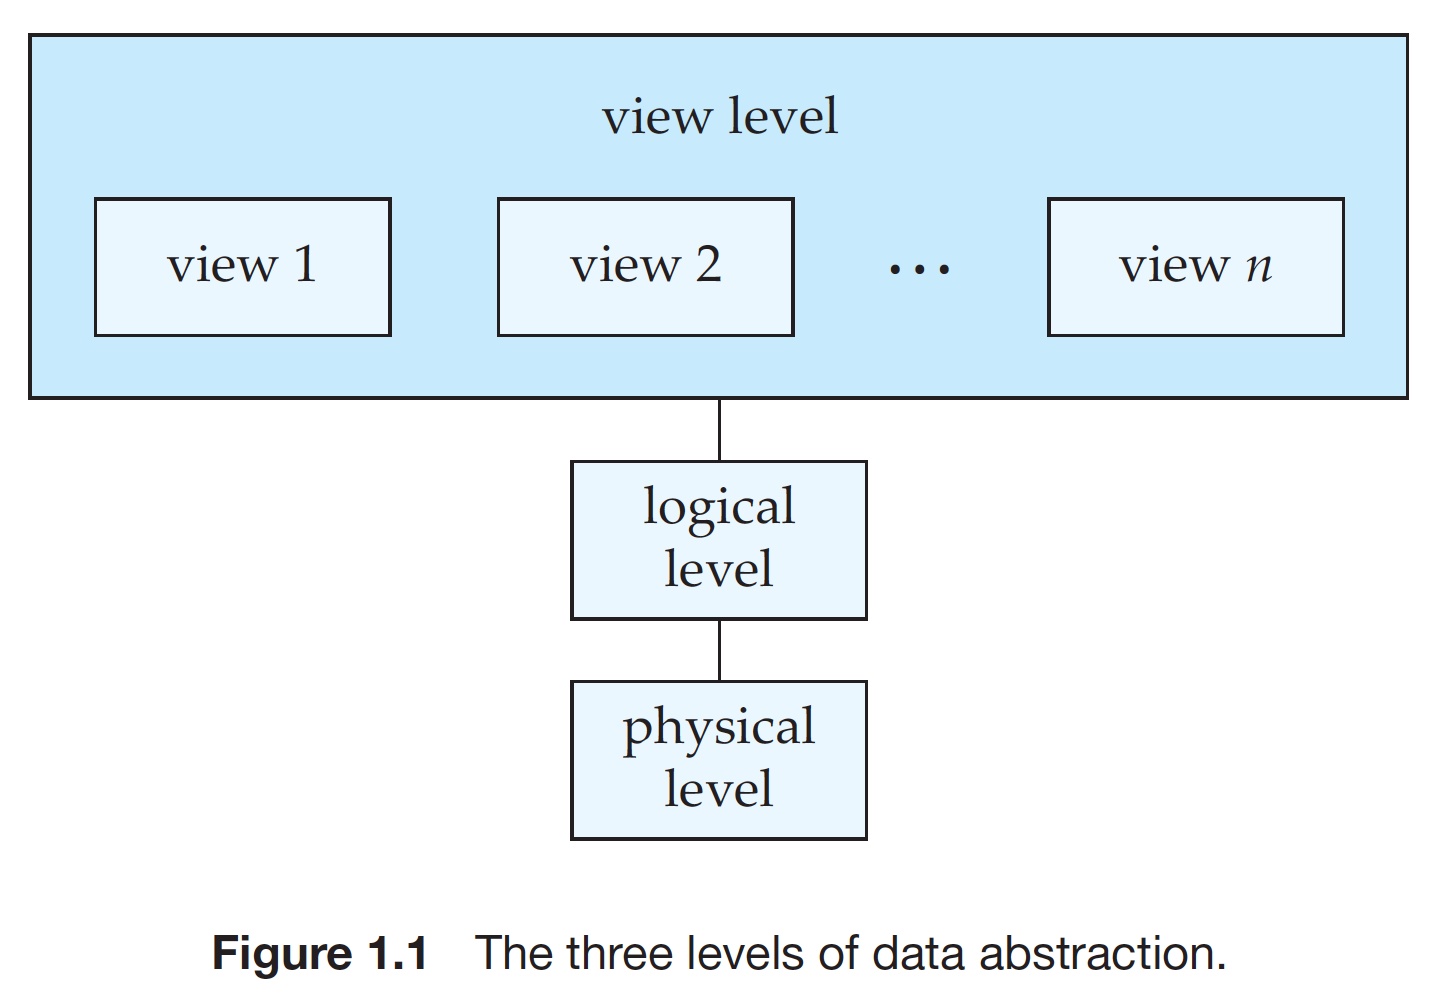 view level
view 1
view 2
...
view n
logical
level
physical
level
Figure 1.1 The three levels of data abstraction.